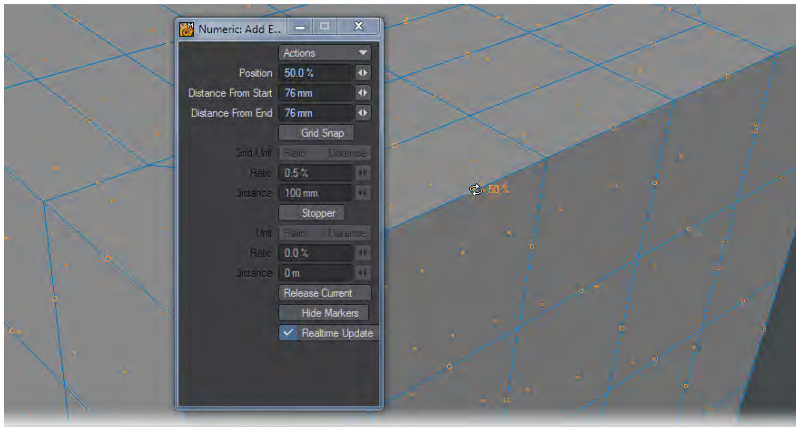 Numeric: Add E...
Actions
Position 50.0 %
Distance From Start 76 mm
Distance From End 76 mm
Grid Snap
Grid Unit Ratio Distance
Ratio 0.5 %
Distance 100 mm
Stopper
Unit Ratio Distance
Ratio 0.0 %
Distance 0 m
Release Current
Hide Markers
Realtime Update
50 %